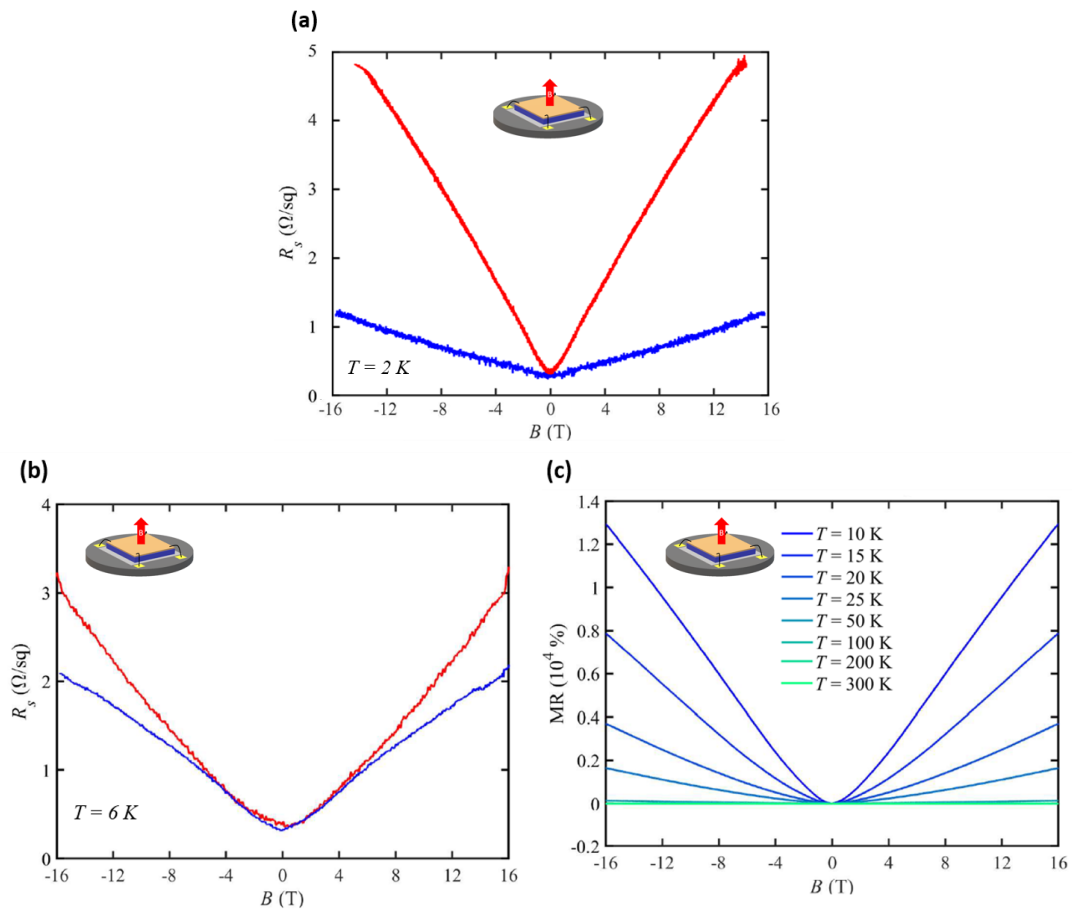 (a)
5
4
3
2
1
0
R_s (Ω/sq)
B
T = 2 K
-16 -12 -8 -4 0 4 8 12 16
B (T)
(b)
4
3
2
1
0
R_s (Ω/sq)
B
T = 6 K
-16 -12 -8 -4 0 4 8 12 16
B (T)
(c)
1.4
1.2
1
0.8
0.6
0.4
0.2
0
-0.2
MR (10^4 %)
B
T = 10 K
T = 15 K
T = 20 K
T = 25 K
T = 50 K
T = 100 K
T = 200 K
T = 300 K
-16 -12 -8 -4 0 4 8 12 16
B (T)